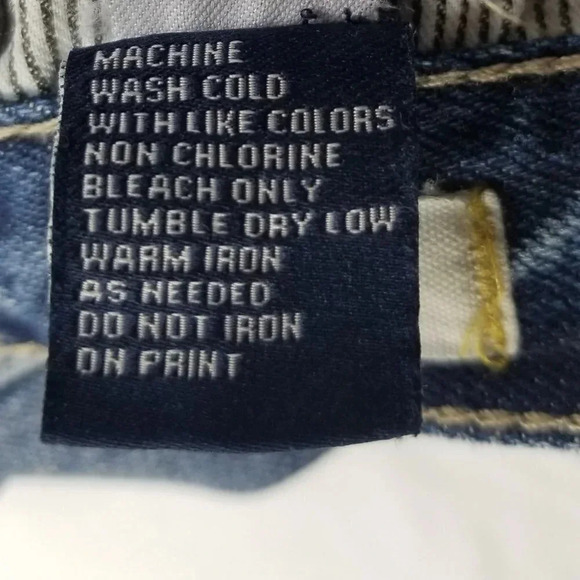 MACHINE
WASH COLD
WITH LIKE COLORS
NON CHLORINE
BLEACH ONLY
TUMBLE DRY LOW
WARM IRON
AS NEEDED
DO NOT IRON
ON PRINT